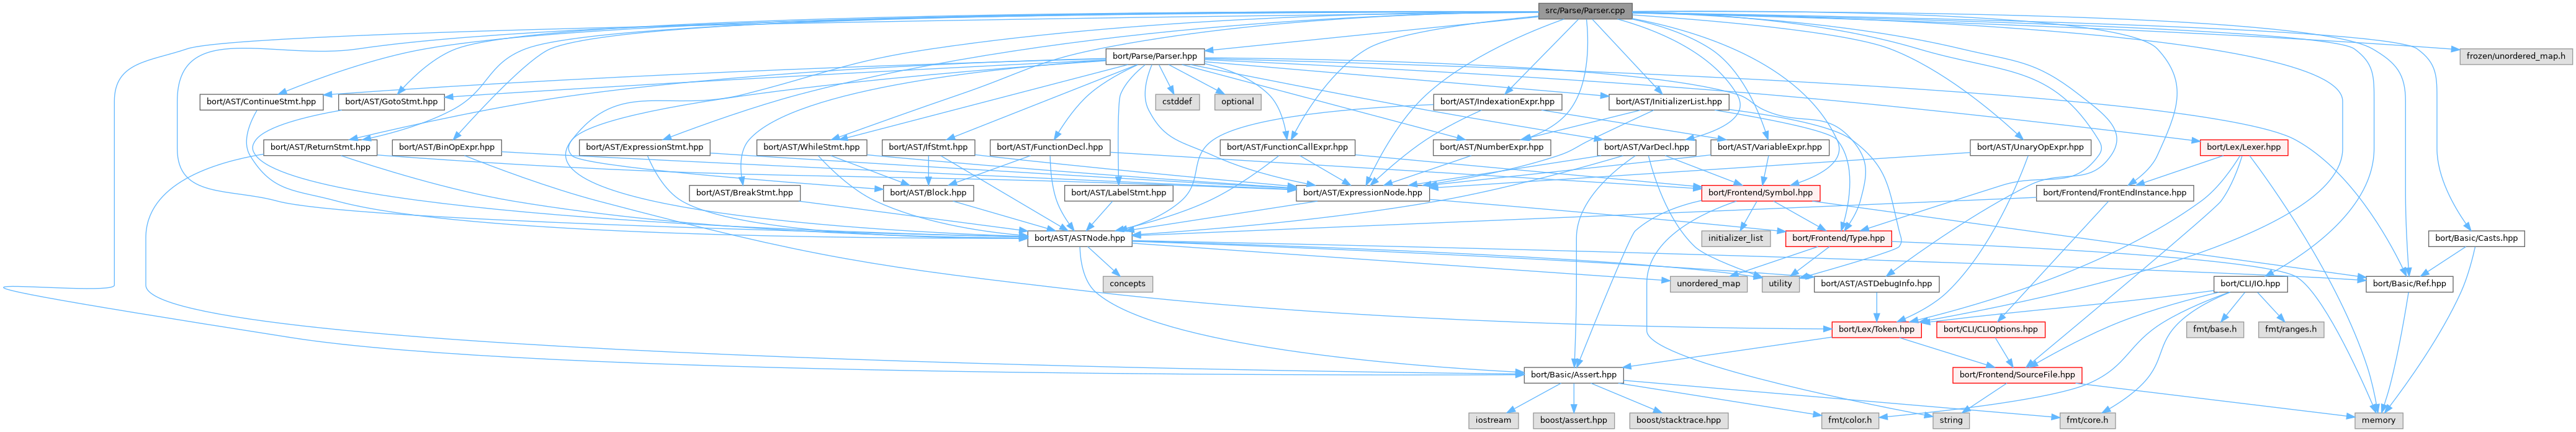 src/Parse/Parser.cpp
bort/Parse/Parser.hpp
frozen/unordered_map.h
bort/AST/ContinueStmt.hpp
bort/AST/GotoStmt.hpp
cstddef
optional
bort/AST/IndexationExpr.hpp
bort/AST/InitializerList.hpp
bort/AST/ReturnStmt.hpp
bort/AST/BinOpExpr.hpp
bort/AST/ExpressionStmt.hpp
bort/AST/WhileStmt.hpp
bort/AST/IfStmt.hpp
bort/AST/FunctionDecl.hpp
bort/AST/FunctionCallExpr.hpp
bort/AST/NumberExpr.hpp
bort/AST/VarDecl.hpp
bort/AST/VariableExpr.hpp
bort/AST/UnaryOpExpr.hpp
bort/Lex/Lexer.hpp
bort/AST/BreakStmt.hpp
bort/AST/Block.hpp
bort/AST/LabelStmt.hpp
bort/AST/ExpressionNode.hpp
bort/Frontend/Symbol.hpp
bort/Frontend/FrontEndInstance.hpp
bort/AST/ASTNode.hpp
initializer_list
bort/Frontend/Type.hpp
bort/Basic/Casts.hpp
concepts
unordered_map
utility
bort/AST/ASTDebugInfo.hpp
bort/CLI/IO.hpp
bort/Basic/Ref.hpp
bort/Lex/Token.hpp
bort/CLI/CLIOptions.hpp
fmt/base.h
fmt/ranges.h
bort/Basic/Assert.hpp
bort/Frontend/SourceFile.hpp
iostream
boost/assert.hpp
boost/stacktrace.hpp
fmt/color.h
string
fmt/core.h
memory